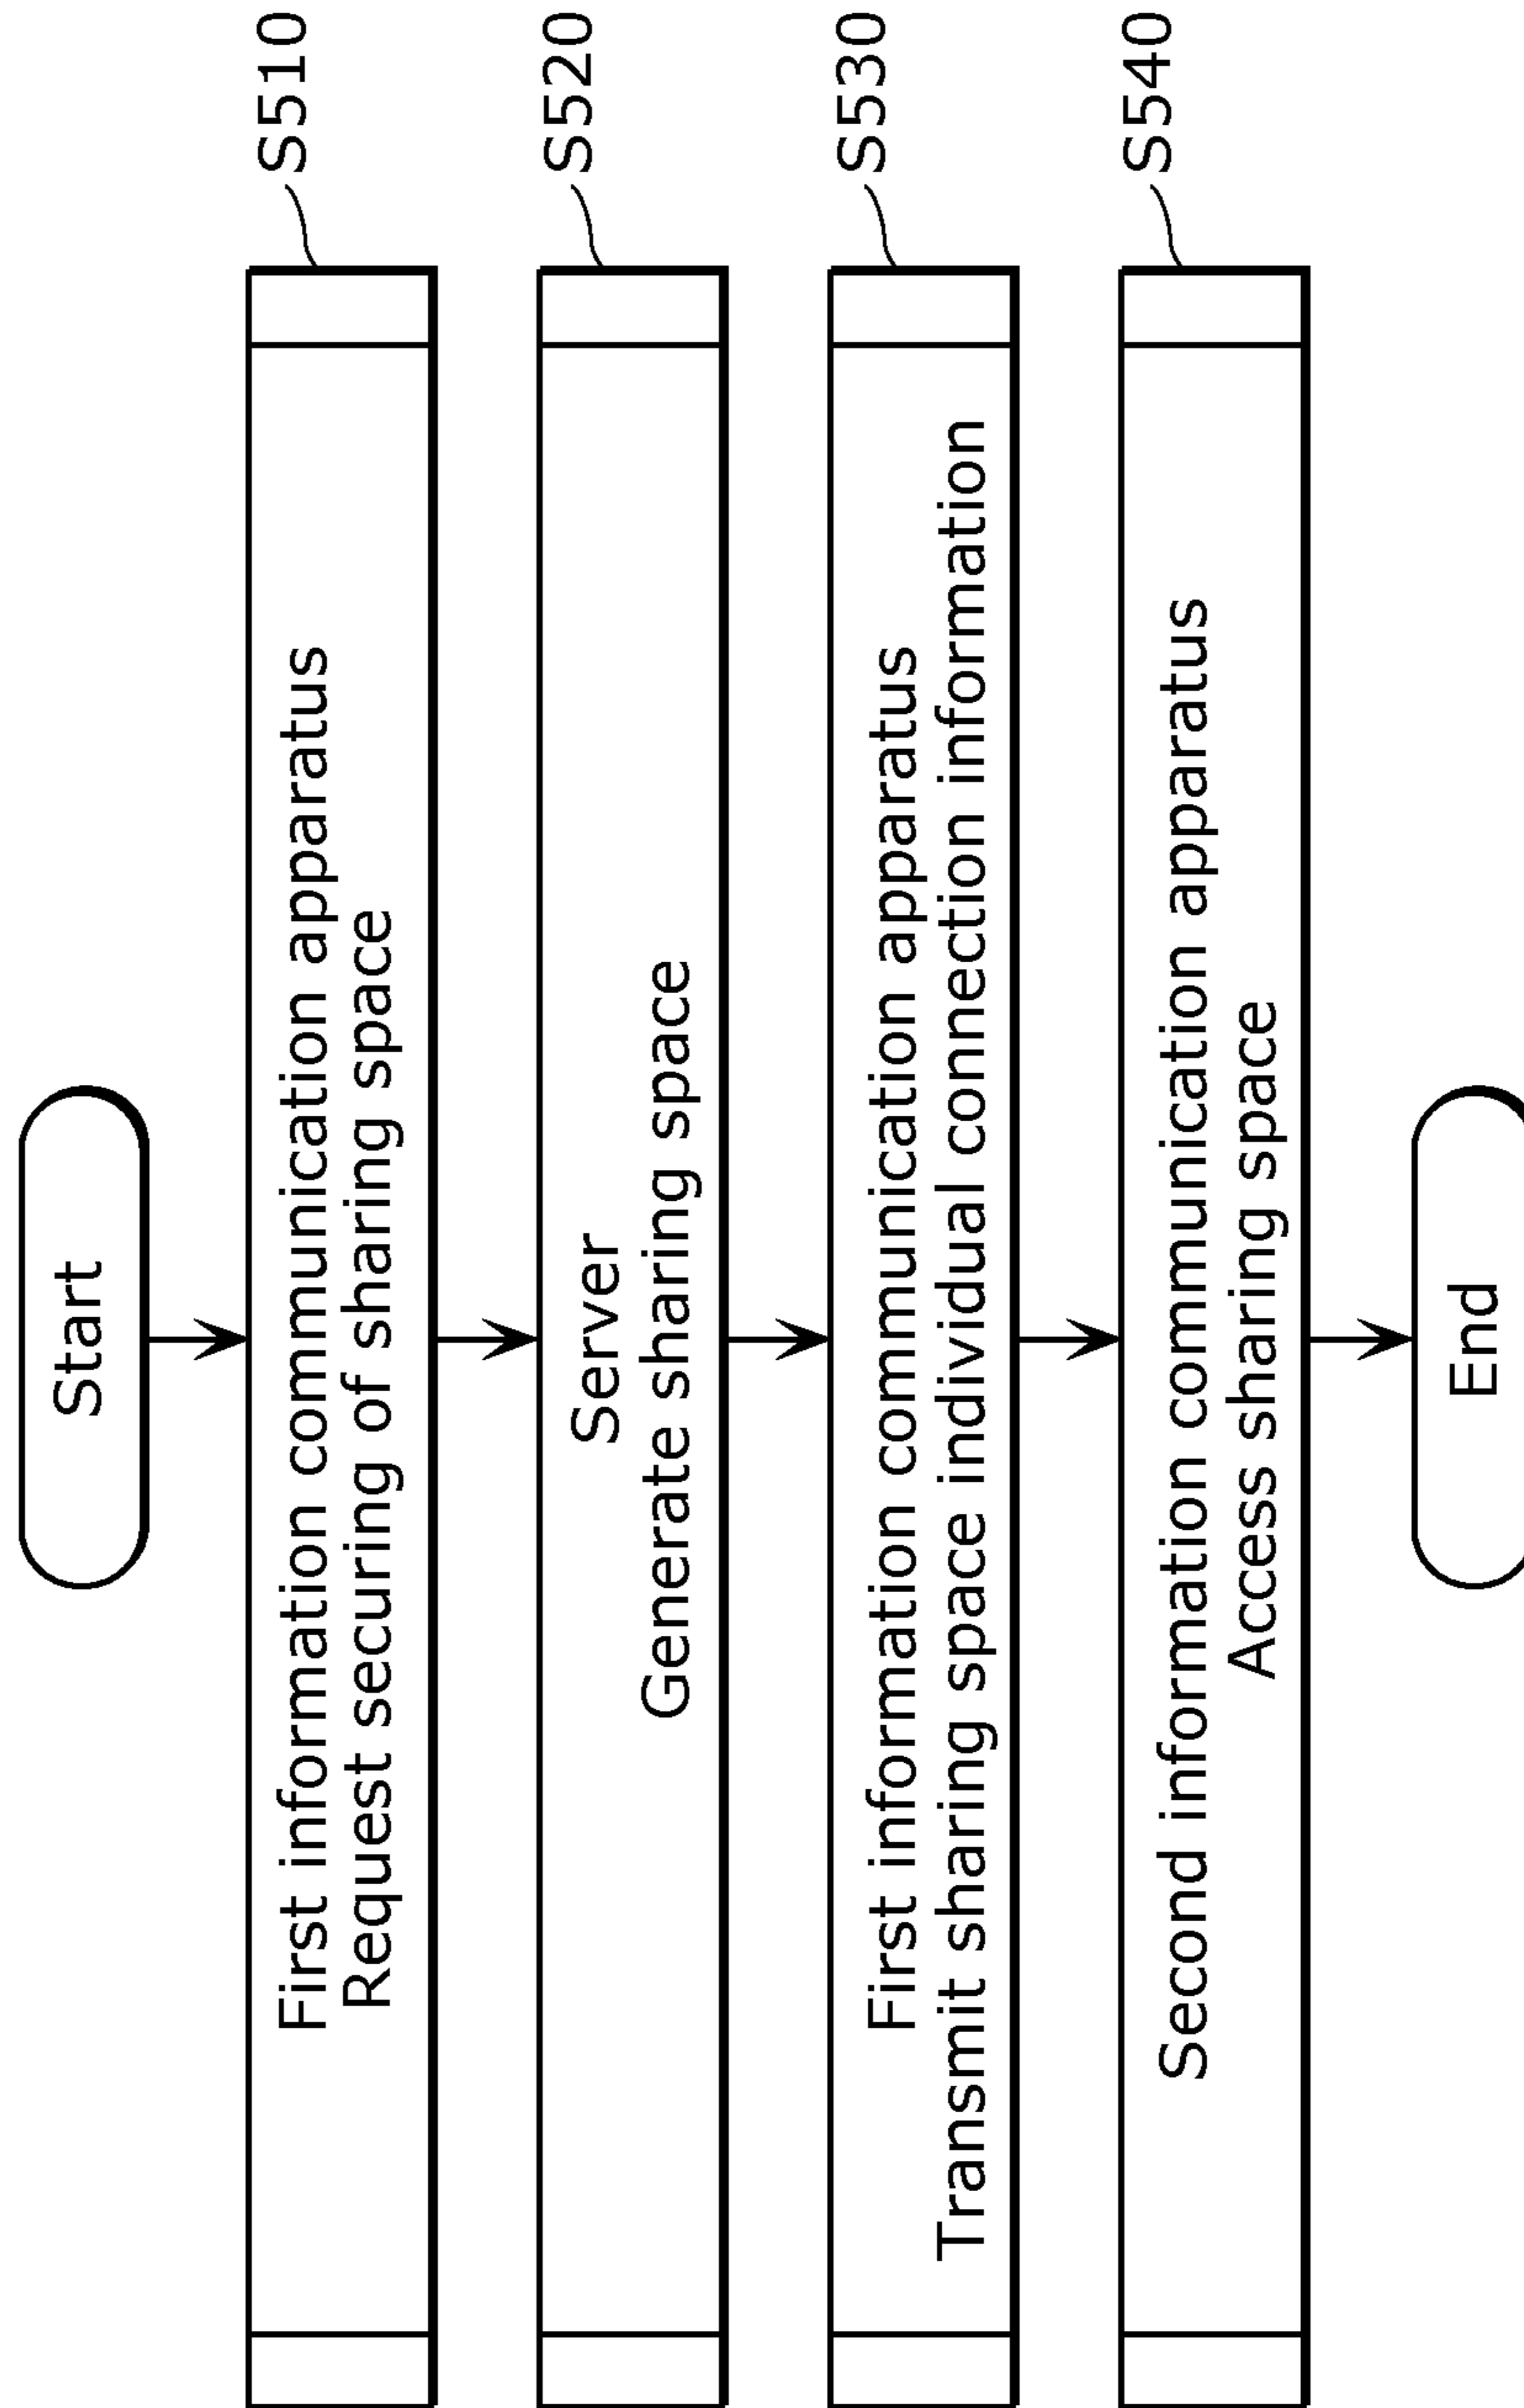 Start
S510
First information communication apparatus
Request securing of sharing space
S520
Server
Generate sharing space
S530
First information communication apparatus
Transmit sharing space individual connection information
S540
Second information communication apparatus
Access sharing space
End